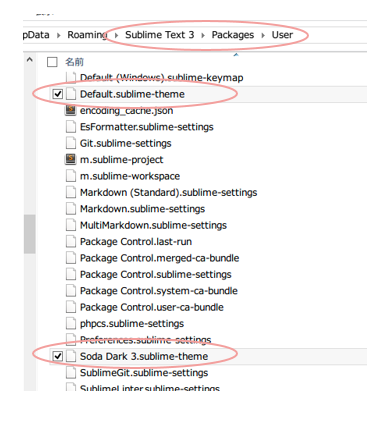 pData › Roaming › Sublime Text 3 › Packages › User
名前
Default (Windows).sublime-keymap
Default.sublime-theme
encoding_cache.json
EsFormatter.sublime-settings
Git.sublime-settings
m.sublime-project
m.sublime-workspace
Markdown (Standard).sublime-settings
Markdown.sublime-settings
MultiMarkdown.sublime-settings
Package Control.last-run
Package Control.merged-ca-bundle
Package Control.sublime-settings
Package Control.system-ca-bundle
Package Control.user-ca-bundle
phpcs.sublime-settings
Preferences.sublime-settings
Soda Dark 3.sublime-theme
SublimeGit.sublime-settings
SublimeLinter.sublime-settings